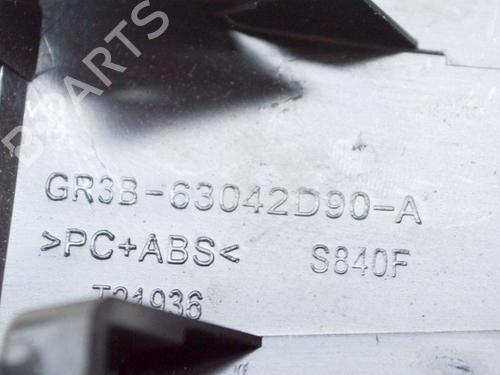 B-PARTS
GR3B-63042D90-A
>PC+ABS< S840F
T21936